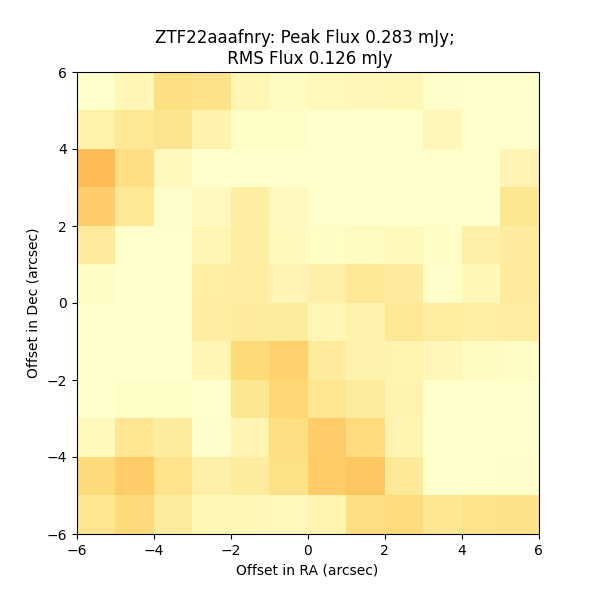 ZTF22aaafnry: Peak Flux 0.283 mJy;
RMS Flux 0.126 mJy
6
4
2
0
−2
−4
−6
Offset in Dec (arcsec)
−6 −4 −2 0 2 4 6
Offset in RA (arcsec)